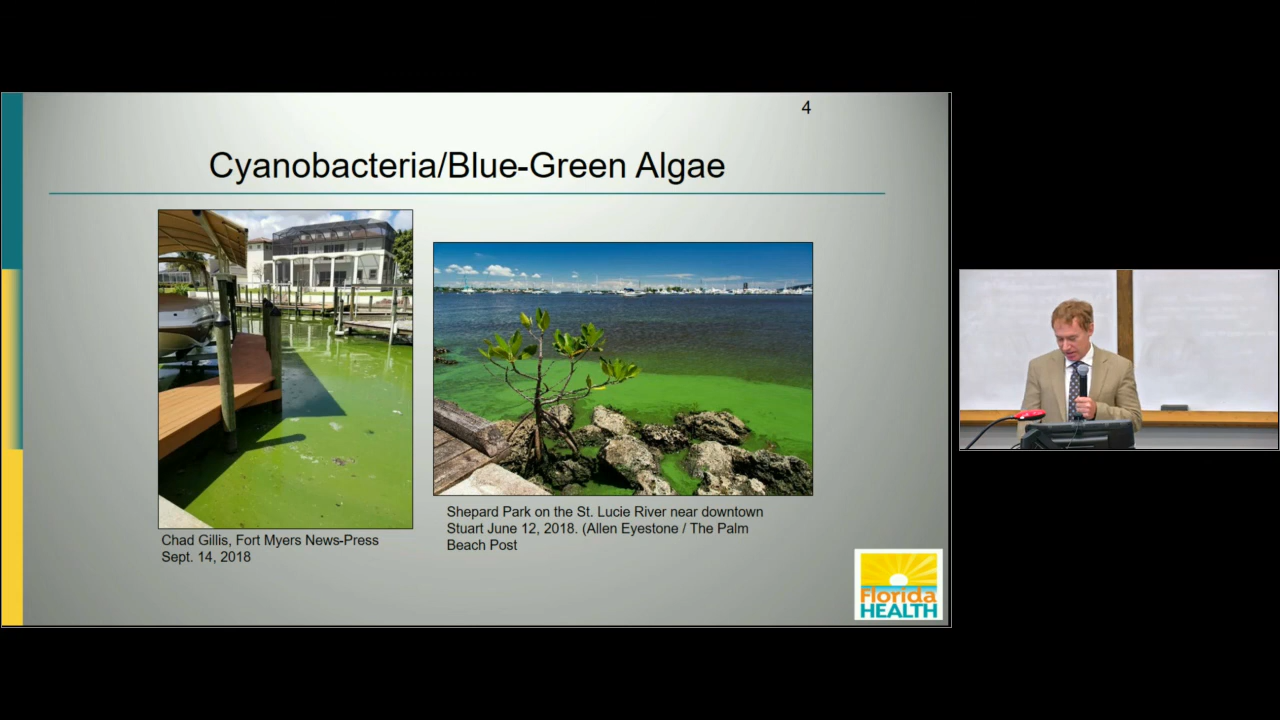 4
Cyanobacteria/Blue-Green Algae
Chad Gillis, Fort Myers News-Press
Sept. 14, 2018
Shepard Park on the St. Lucie River near downtown
Stuart June 12, 2018. (Allen Eyestone / The Palm
Beach Post
Florida
HEALTH